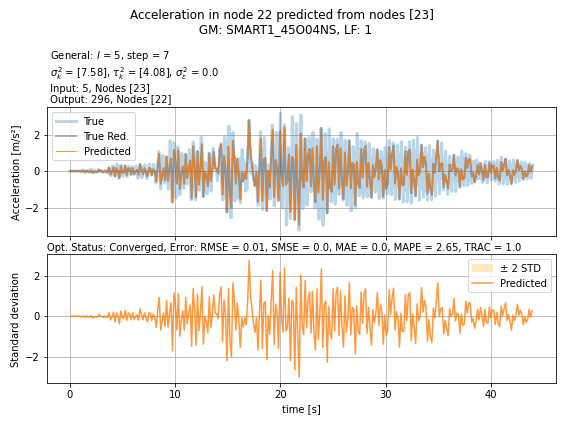 Acceleration in node 22 predicted from nodes [23]
GM: SMART1_45O04NS, LF: 1
General: l = 5, step = 7
σ²ₖ = [7.58], τ²ₖ = [4.08], σ²ε = 0.0
Input: 5, Nodes [23]
Output: 296, Nodes [22]
True
True Red.
Predicted
Acceleration [m/s²]
2
0
−2
Opt. Status: Converged, Error: RMSE = 0.01, SMSE = 0.0, MAE = 0.0, MAPE = 2.65, TRAC = 1.0
± 2 STD
Predicted
Standard deviation
2
0
−2
0 10 20 30 40
time [s]